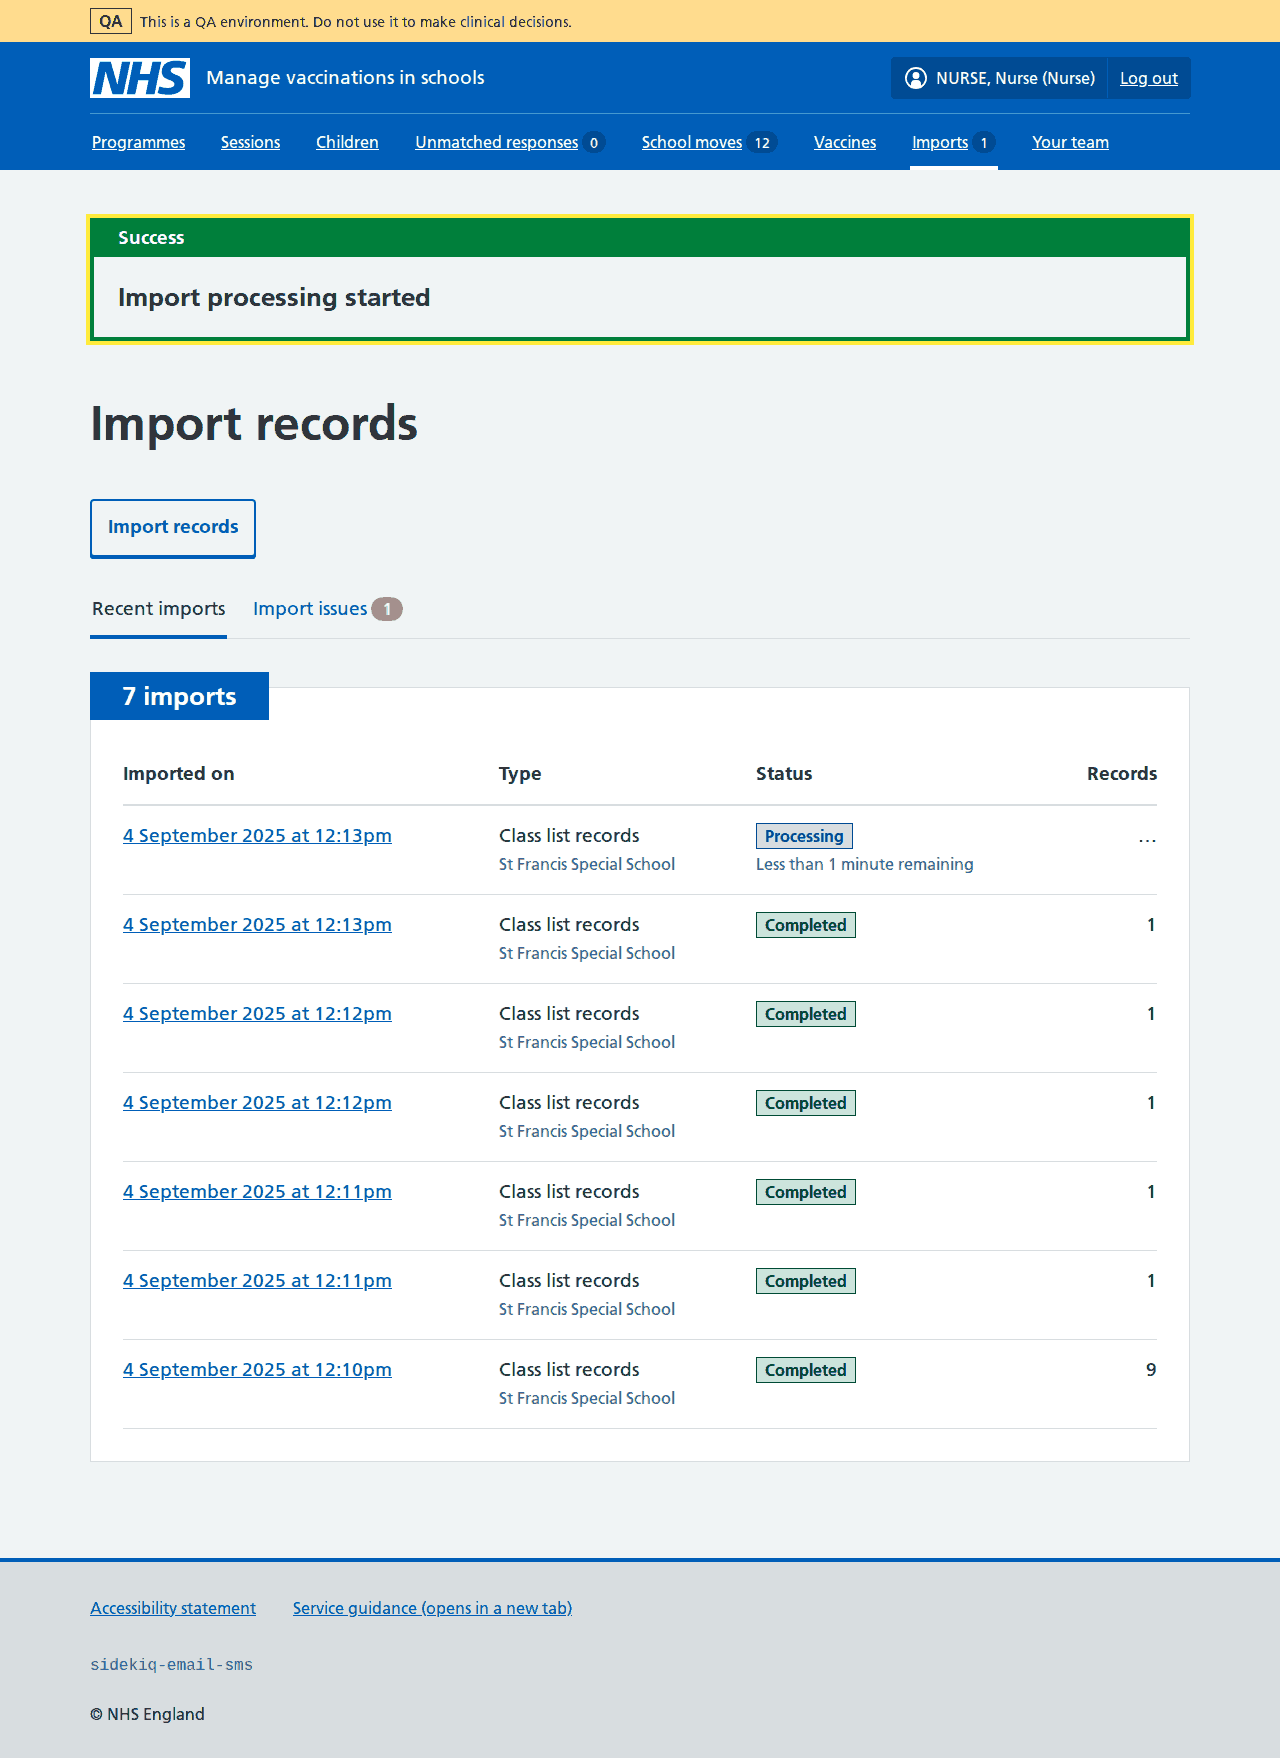 QA This is a QA environment. Do not use it to make clinical decisions.
NHS Manage vaccinations in schools NURSE, Nurse (Nurse) Log out
Programmes Sessions Children Unmatched responses 0 School moves 12 Vaccines Imports 1 Your team
Success
Import processing started
Import records
Import records
Recent imports Import issues 1
7 imports
Imported on Type Status Records
4 September 2025 at 12:13pm Class list records Processing ...
St Francis Special School Less than 1 minute remaining
4 September 2025 at 12:13pm Class list records Completed 1
St Francis Special School
4 September 2025 at 12:12pm Class list records Completed 1
St Francis Special School
4 September 2025 at 12:12pm Class list records Completed 1
St Francis Special School
4 September 2025 at 12:11pm Class list records Completed 1
St Francis Special School
4 September 2025 at 12:11pm Class list records Completed 1
St Francis Special School
4 September 2025 at 12:10pm Class list records Completed 9
St Francis Special School
Accessibility statement Service guidance (opens in a new tab)
sidekiq-email-sms
© NHS England